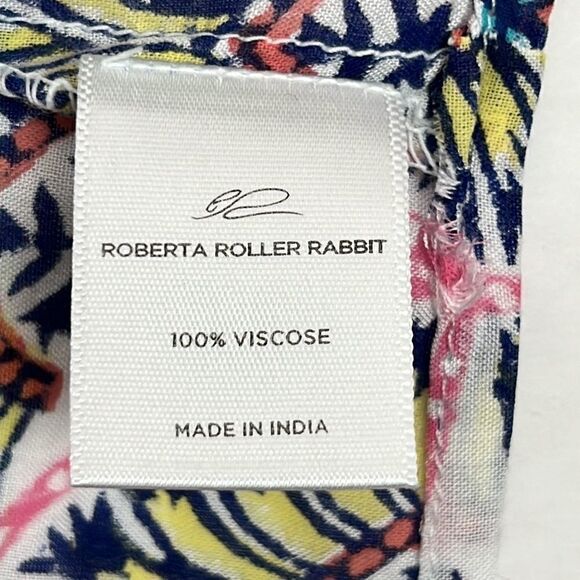 ROBERTA ROLLER RABBIT
100% VISCOSE
MADE IN INDIA